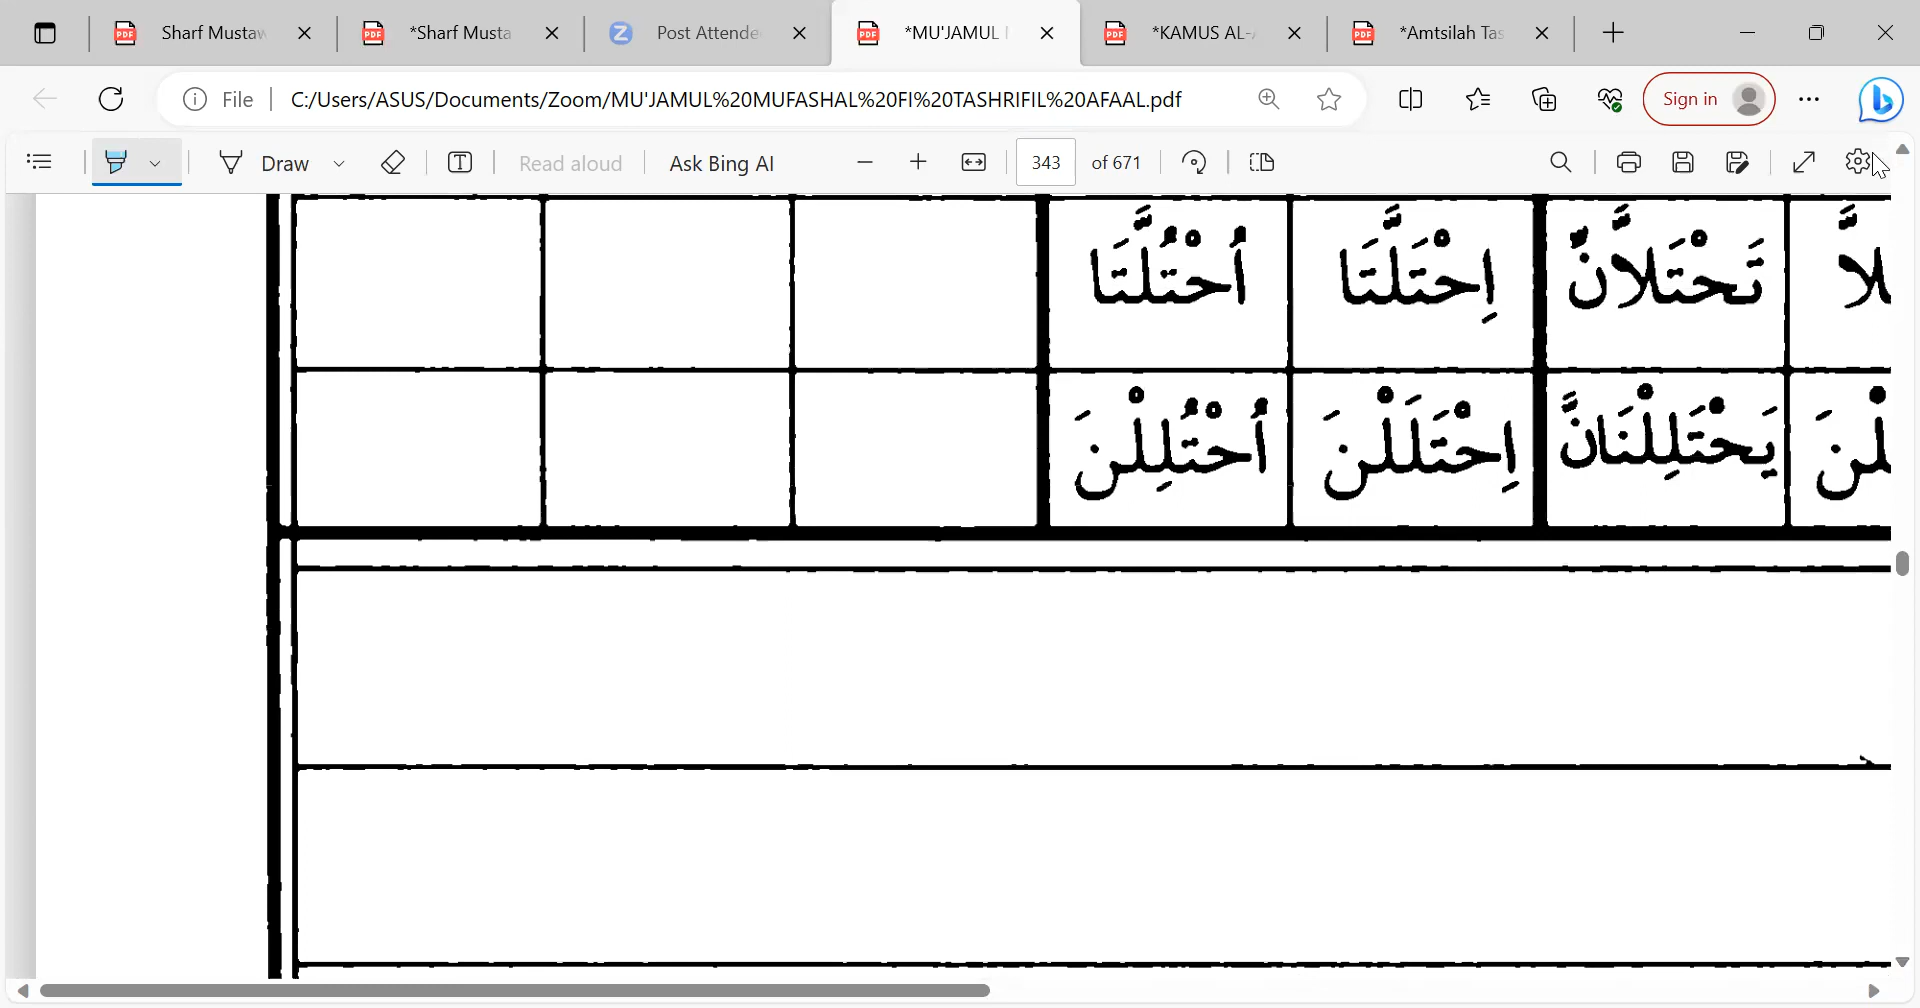 Sharf Mustaw
*Sharf Musta
Post Attende
*MU'JAMUL
*KAMUS AL-
*Amtsilah Tas
File
C:/Users/ASUS/Documents/Zoom/MU'JAMUL%20MUFASHAL%20FI%20TASHRIFIL%20AFAAL.pdf
Sign in
Draw
Read aloud
Ask Bing AI
343 of 671
تَحْتَلاَّنِّ اِحْتَلَّتَا اُحْتُلَّتَا
يَحْتَلِلْنَانِّ اِحْتَلَلْنَ اُحْتُلِلْنَ